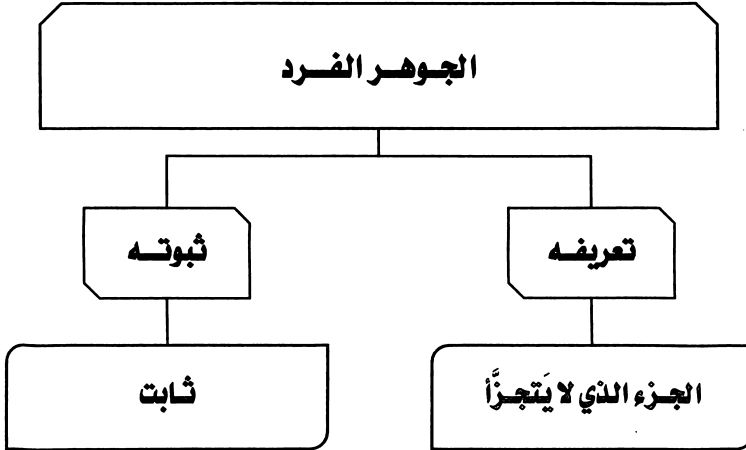 الجوهر الفرد
تعريفه
ثبوته
الجزء الذي لا يَتجزَّأ
ثابت